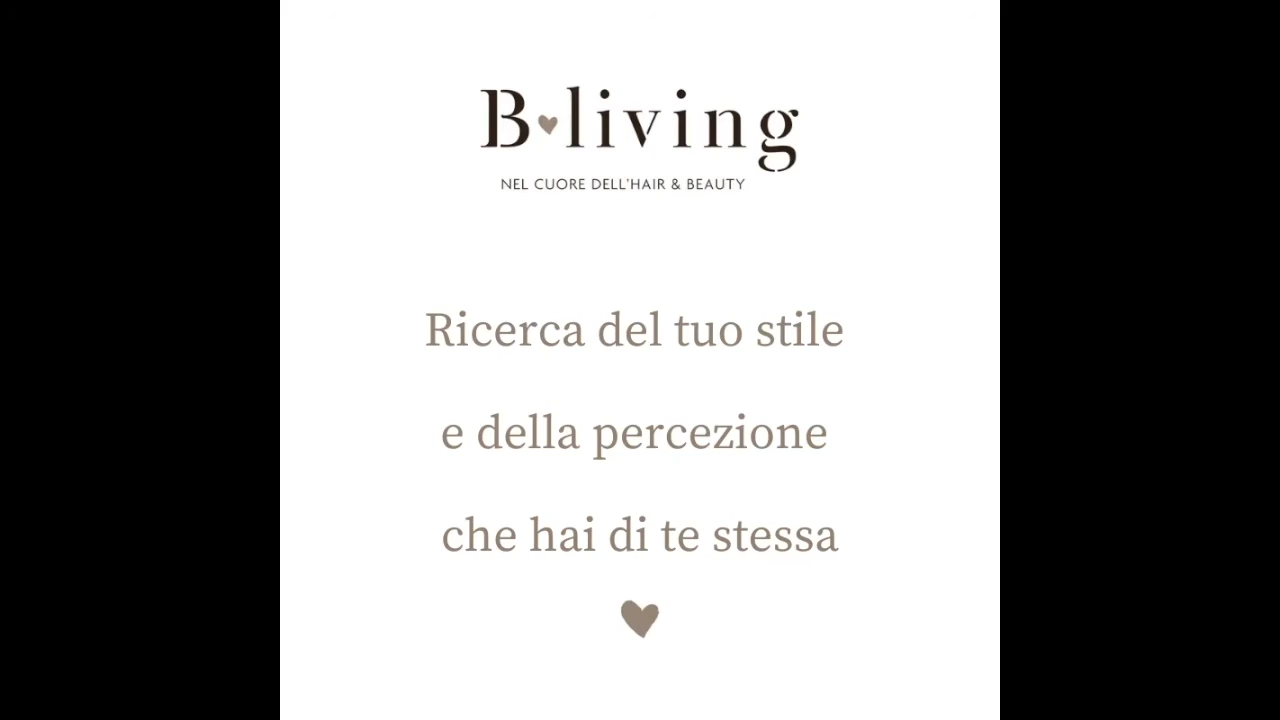 B living
NEL CUORE DELL'HAIR & BEAUTY
Ricerca del tuo stile
e della percezione
che hai di te stessa